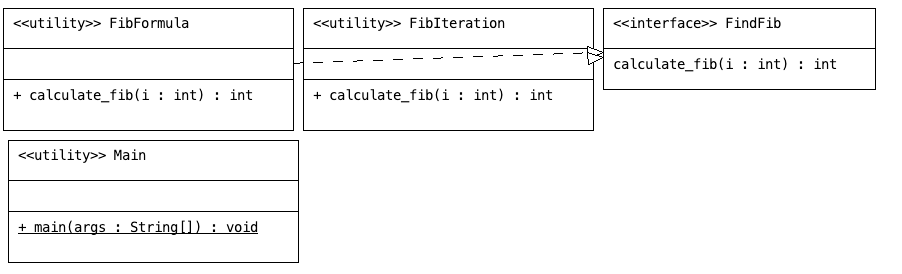 <<utility>> FibFormula
+ calculate_fib(i : int) : int
<<utility>> FibIteration
+ calculate_fib(i : int) : int
<<interface>> FindFib
calculate_fib(i : int) : int
<<utility>> Main
+ main(args : String[]) : void